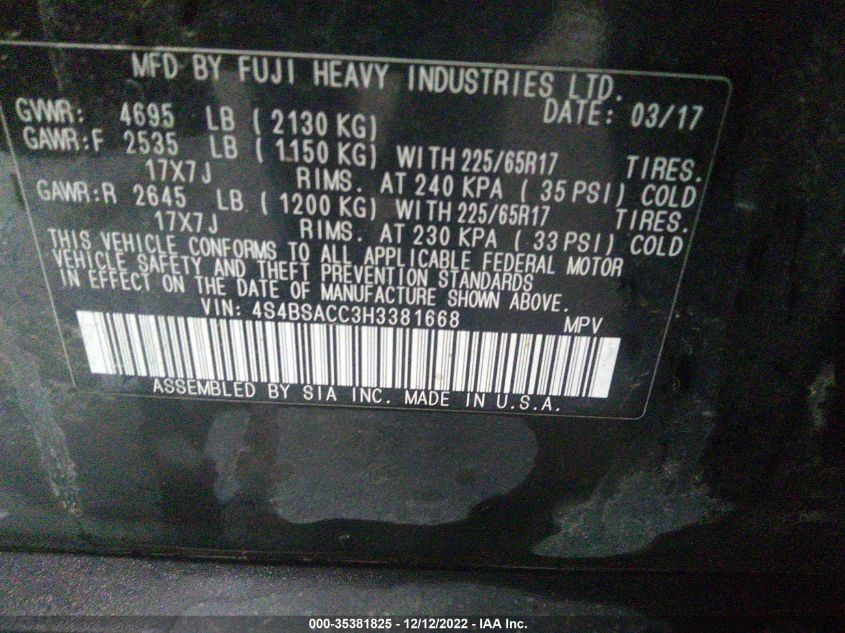 MFD BY FUJI HEAVY INDUSTRIES LTD.
GVWR: 4695 LB ( 2130 KG) DATE: 03/17
GAWR:F 2535 LB ( 1150 KG) WITH 225/65R17 TIRES.
17X7J RIMS. AT 240 KPA ( 35 PSI) COLD
GAWR:R 2645 LB ( 1200 KG) WITH 225/65R17 TIRES.
17X7J RIMS. AT 230 KPA ( 33 PSI) COLD
THIS VEHICLE CONFORMS TO ALL APPLICABLE FEDERAL MOTOR
VEHICLE SAFETY AND THEFT PREVENTION STANDARDS
IN EFFECT ON THE DATE OF MANUFACTURE SHOWN ABOVE.
VIN: 4S4BSACC3H3381668 MPV
ASSEMBLED BY SIA INC. MADE IN U.S.A.
000-35381825 - 12/12/2022 - IAA Inc.